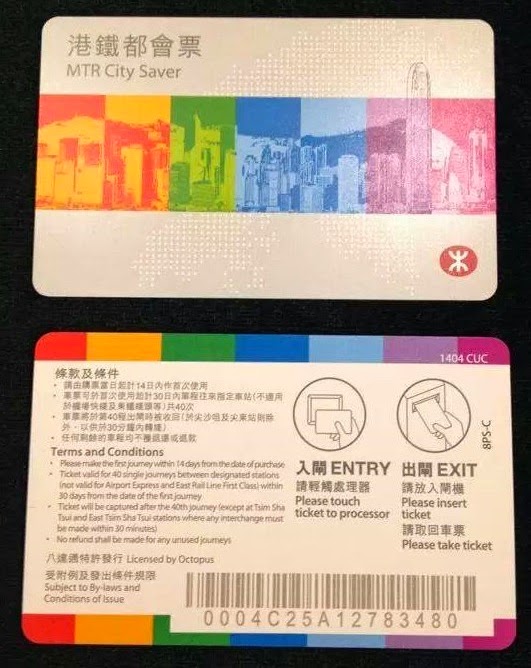 港鐵都會票
MTR City Saver
1404 CUC
條款及條件
• 請由購票當日起計14日內作首次使用
• 車票可於首次使用起計30日內單程往來指定車站(不適用
於機場快綫及東鐵綫頭等)共40次
• 車票將於第40程出閘時被收回(於尖沙咀及尖東站則除
外，以供於30分鐘內轉乘)
• 任何剩餘的車程均不獲退還或退款
Terms and Conditions
• Please make the first journey within 14 days from the date of purchase
• Ticket valid for 40 single journeys between designated stations
(not valid for Airport Express and East Rail Line First Class) within
30 days from the date of the first journey
• Ticket will be captured after the 40th journey (except at Tsim Sha
Tsui and East Tsim Sha Tsui stations where any interchange must
be made within 30 minutes)
• No refund shall be made for any unused journeys
八達通特許發行 Licensed by Octopus
受附例及發出條件規限
Subject to By-laws and
Conditions of Issue
入閘 ENTRY
請輕觸處理器
Please touch
ticket to processor
出閘 EXIT
請放入閘機
Please insert
ticket
請取回車票
Please take ticket
8PS-C
0004C25A12783480